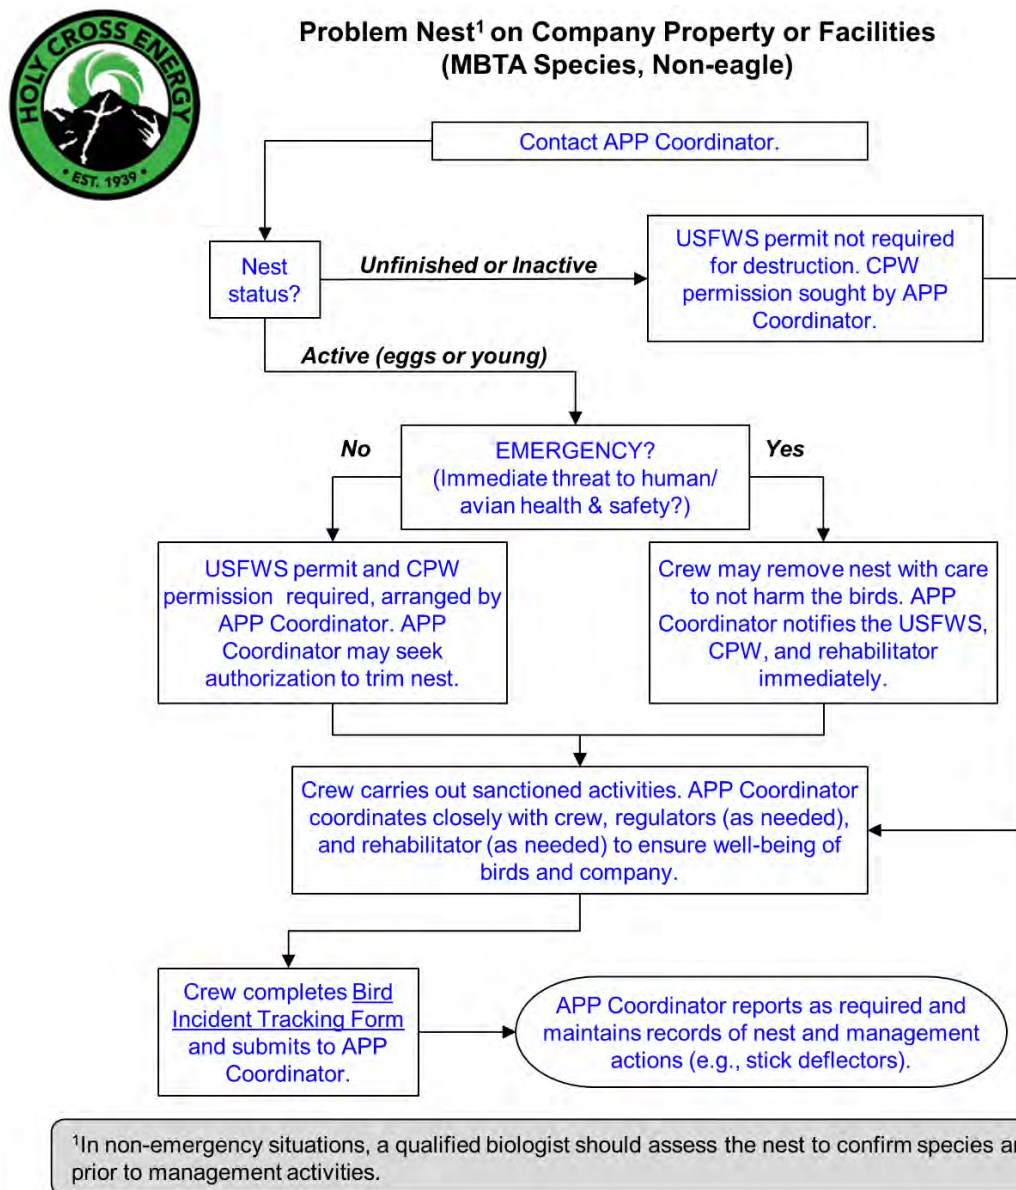 HOLY CROSS ENERGY
• EST. 1939 •
Problem Nest¹ on Company Property or Facilities
(MBTA Species, Non-eagle)
Contact APP Coordinator.
Nest
status?
Unfinished or Inactive
USFWS permit not required
for destruction. CPW
permission sought by APP
Coordinator.
Active (eggs or young)
No
EMERGENCY?
(Immediate threat to human/
avian health & safety?)
Yes
USFWS permit and CPW
permission required, arranged by
APP Coordinator. APP
Coordinator may seek
authorization to trim nest.
Crew may remove nest with care
to not harm the birds. APP
Coordinator notifies the USFWS,
CPW, and rehabilitator
immediately.
Crew carries out sanctioned activities. APP Coordinator
coordinates closely with crew, regulators (as needed),
and rehabilitator (as needed) to ensure well-being of
birds and company.
Crew completes Bird
Incident Tracking Form
and submits to APP
Coordinator.
APP Coordinator reports as required and
maintains records of nest and management
actions (e.g., stick deflectors).
¹In non-emergency situations, a qualified biologist should assess the nest to confirm species
prior to management activities.